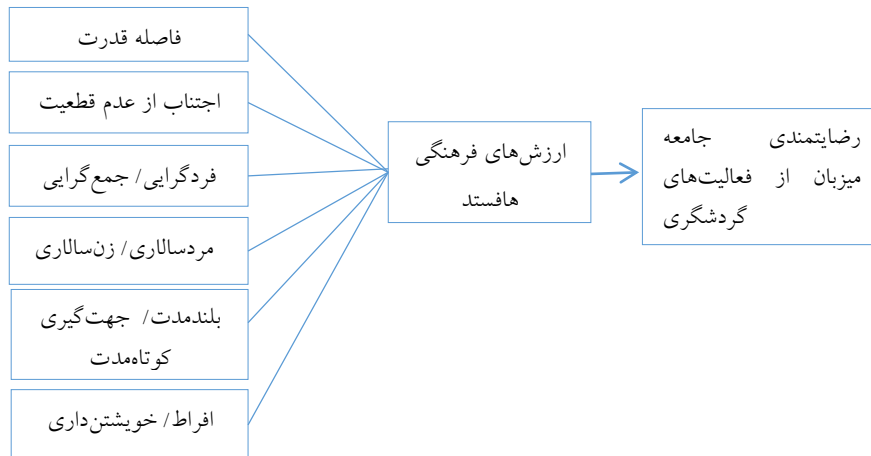 فاصله قدرت
اجتناب از عدم قطعیت
فردگرایی/ جمع‌گرایی
مردسالاری/ زن‌سالاری
بلندمدت/ جهت‌گیری
کوتاه‌مدت
افراط/ خویشتن‌داری
ارزش‌های فرهنگی
هافستد
رضایتمندی جامعه
میزبان از فعالیت‌های
گردشگری